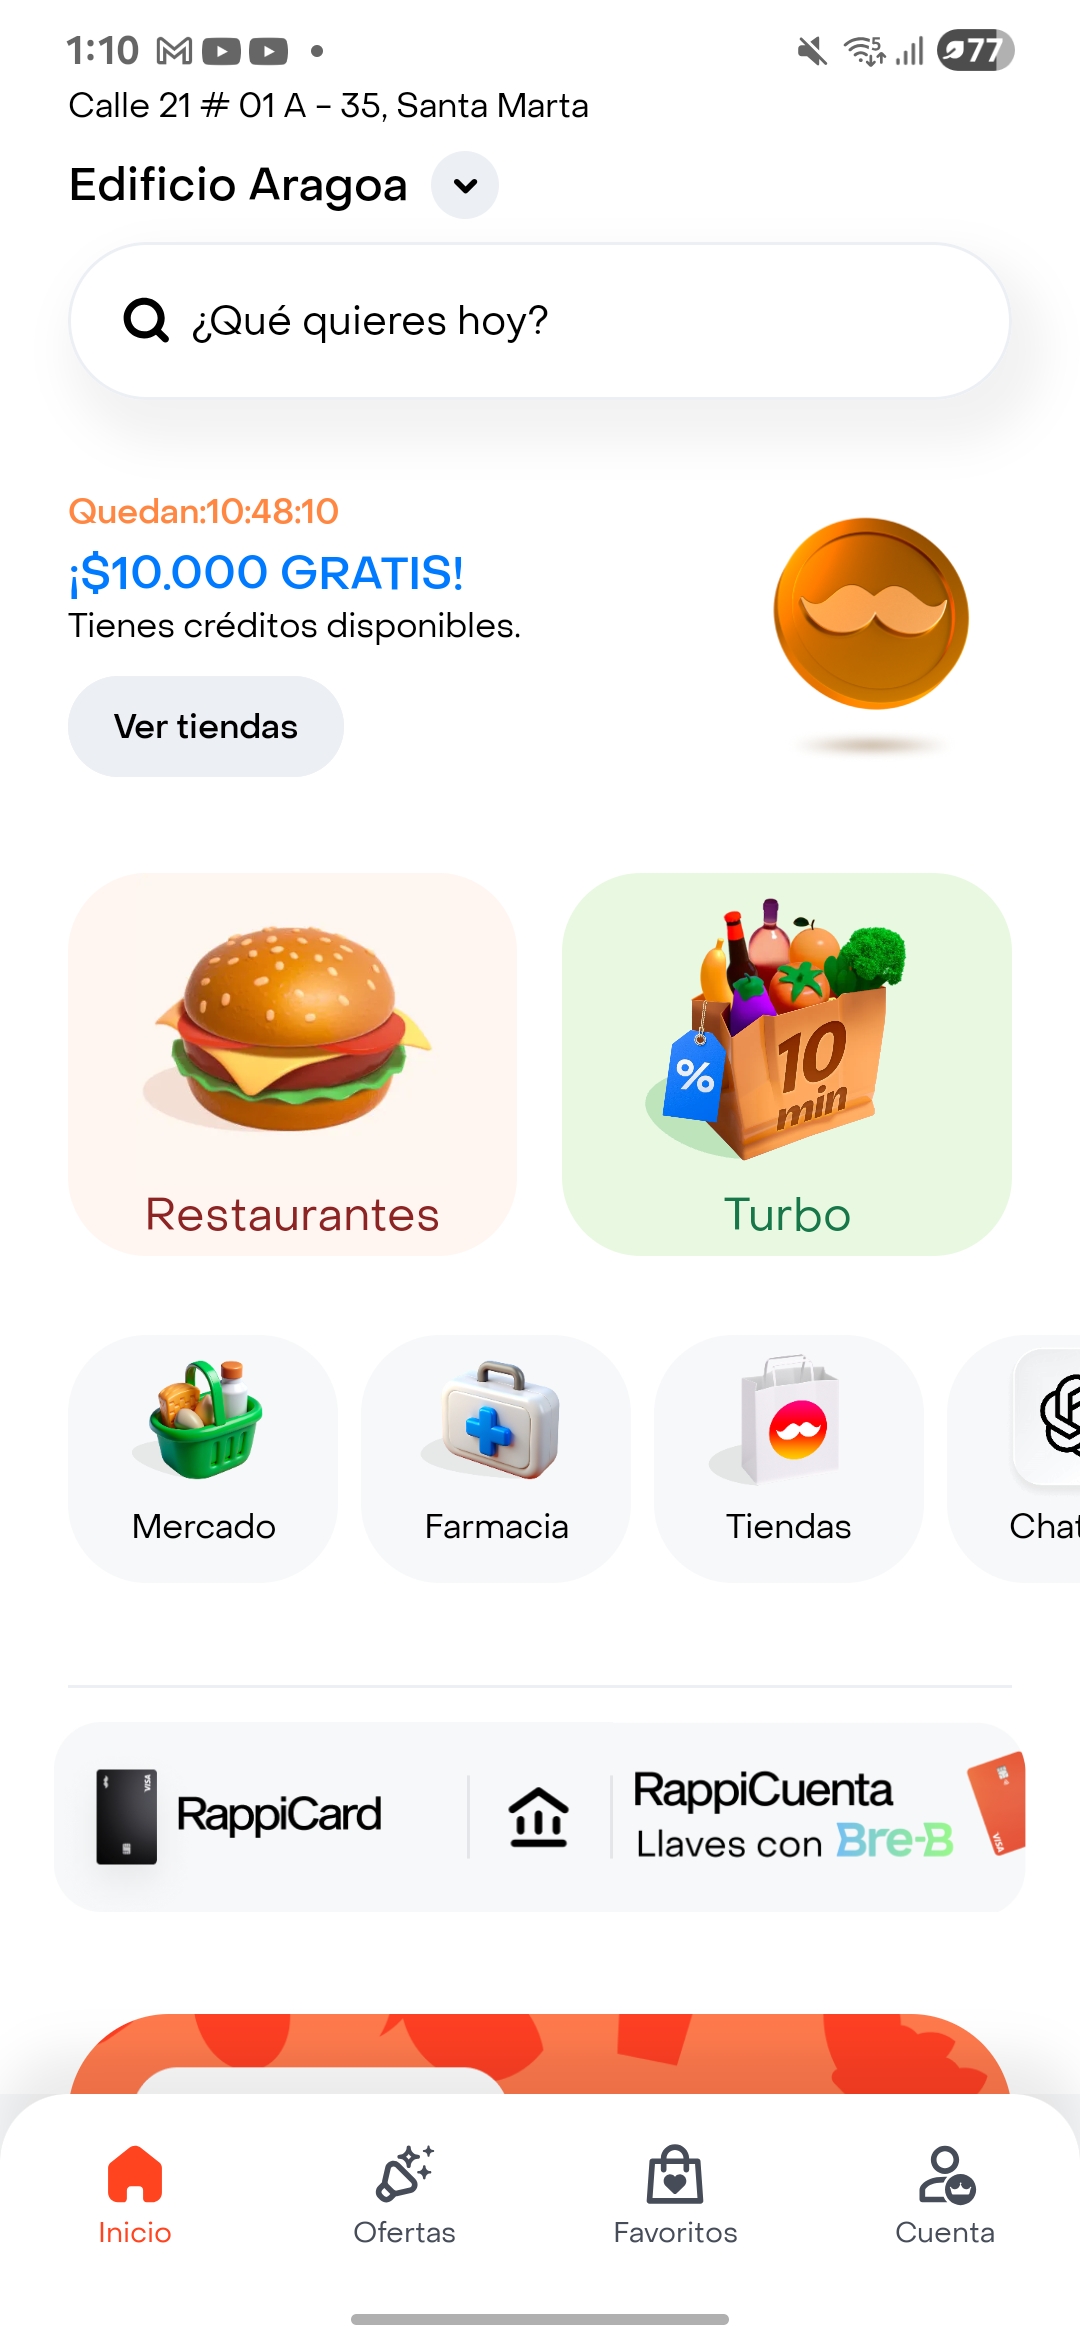 1:10
77
Calle 21 # 01 A - 35, Santa Marta
Edificio Aragoa
¿Qué quieres hoy?
Quedan:10:48:10
¡$10.000 GRATIS!
Tienes créditos disponibles.
Ver tiendas
%
10
min
Restaurantes
Turbo
Mercado
Farmacia
Tiendas
Chat
VISA
RappiCard
RappiCuenta
Llaves con Bre-B
VISA
Inicio
Ofertas
Favoritos
Cuenta